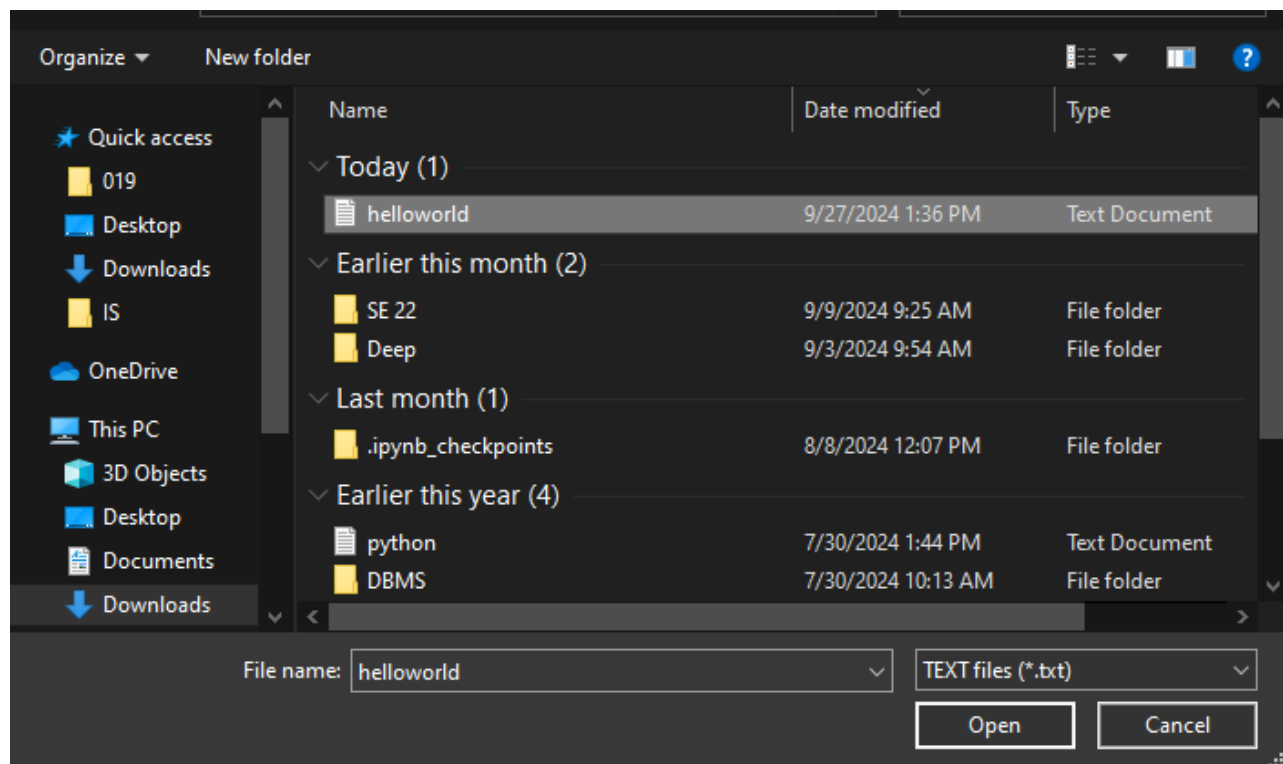 Organize New folder
?
Name Date modified Type
Quick access
019
Desktop
Downloads
IS
OneDrive
This PC
3D Objects
Desktop
Documents
Downloads
Today (1)
helloworld 9/27/2024 1:36 PM Text Document
Earlier this month (2)
SE 22 9/9/2024 9:25 AM File folder
Deep 9/3/2024 9:54 AM File folder
Last month (1)
.ipynb_checkpoints 8/8/2024 12:07 PM File folder
Earlier this year (4)
python 7/30/2024 1:44 PM Text Document
DBMS 7/30/2024 10:13 AM File folder
File name: helloworld TEXT files (*.txt)
Open Cancel